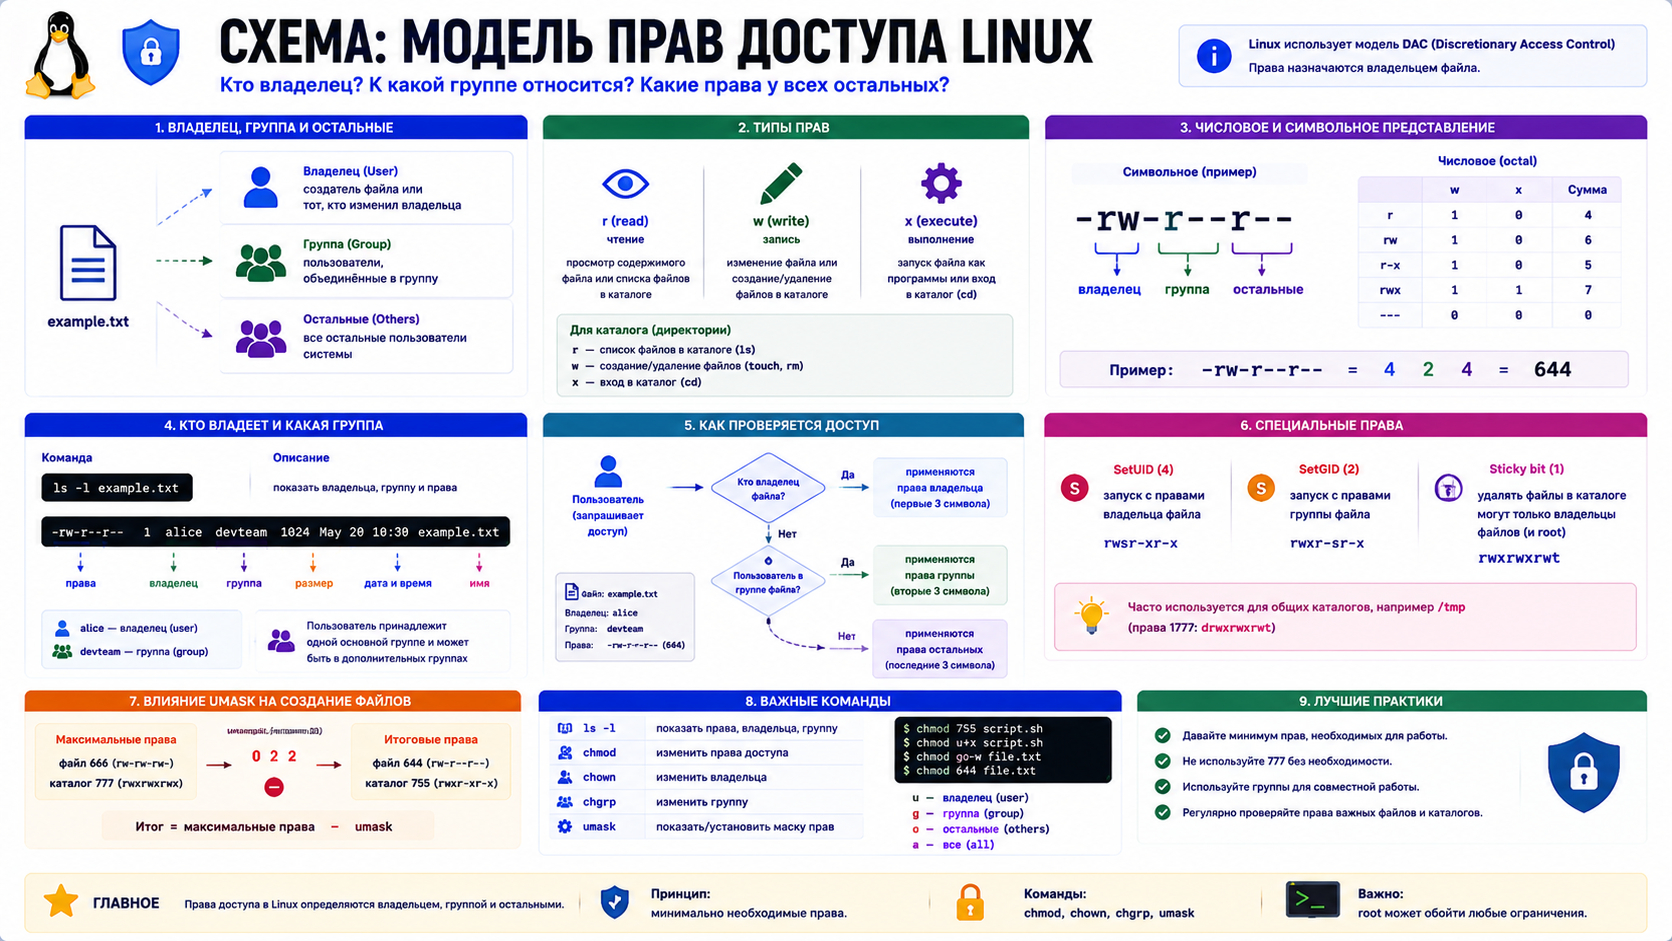 СХЕМА: МОДЕЛЬ ПРАВ ДОСТУПА LINUX
Кто владелец? К какой группе относится? Какие права у всех остальных?
Linux использует модель DAC (Discretionary Access Control)
Права назначаются владельцем файла.
1. ВЛАДЕЛЕЦ, ГРУППА И ОСТАЛЬНЫЕ
example.txt
Владелец (User)
создатель файла или
тот, кто изменил владельца
Группа (Group)
пользователи,
объединённые в группу
Остальные (Others)
все остальные пользователи
системы
2. ТИПЫ ПРАВ
r (read)
чтение
просмотр содержимого
файла или списка файлов
в каталоге
w (write)
запись
изменение файла или
создание/удаление
файлов в каталоге
x (execute)
выполнение
запуск файла как
программы или вход
в каталог (cd)
Для каталога (директории)
r — список файлов в каталоге (ls)
w — создание/удаление файлов (touch, rm)
x — вход в каталог (cd)
3. ЧИСЛОВОЕ И СИМВОЛЬНОЕ ПРЕДСТАВЛЕНИЕ
Символьное (пример)
-rw-r--r--
владелец группа остальные
Числовое (octal)
w x Сумма
r 1 0 4
rw 1 0 6
r-x 1 0 5
rwx 1 1 7
--- 0 0 0
Пример: -rw-r--r-- = 4 2 4 = 644
4. КТО ВЛАДЕЕТ И КАКАЯ ГРУППА
Команда Описание
ls -l example.txt показать владельца, группу и права
-rw-r--r-- 1 alice devteam 1024 May 20 10:30 example.txt
права владелец группа размер дата и время имя
alice — владелец (user)
devteam — группа (group)
Пользователь принадлежит
одной основной группе и может
быть в дополнительных группах
5. КАК ПРОВЕРЯЕТСЯ ДОСТУП
Пользователь
(запрашивает
доступ)
Кто владелец
файла?
Да
применяются
права владельца
(первые 3 символа)
Нет
Пользователь в
группе файла?
Да
применяются
права группы
(вторые 3 символа)
Нет
применяются
права остальных
(последние 3 символа)
Файл: example.txt
Владелец: alice
Группа: devteam
Права: -rw-r-r-- (644)
6. СПЕЦИАЛЬНЫЕ ПРАВА
S
SetUID (4)
запуск с правами
владельца файла
rwsr-xr-x
S
SetGID (2)
запуск с правами
группы файла
rwxr-sr-x
Sticky bit (1)
удалять файлы в каталоге
могут только владельцы
файлов (и root)
rwxrwxrwt
Часто используется для общих каталогов, например /tmp
(права 1777: drwxrwxrwt)
7. ВЛИЯНИЕ UMASK НА СОЗДАНИЕ ФАЙЛОВ
Максимальные права
файл 666 (rw-rw-rw-)
каталог 777 (rwxrwxrwx)
0 2 2
Итоговые права
файл 644 (rw-r--r--)
каталог 755 (rwxr-xr-x)
Итог = максимальные права − umask
8. ВАЖНЫЕ КОМАНДЫ
ls -l показать права, владельца, группу
chmod изменить права доступа
chown изменить владельца
chgrp изменить группу
umask показать/установить маску прав
$ chmod 755 script.sh
$ chmod u+x script.sh
$ chmod go-w file.txt
$ chmod 644 file.txt
u — владелец (user)
g — группа (group)
o — остальные (others)
a — все (all)
9. ЛУЧШИЕ ПРАКТИКИ
Давайте минимум прав, необходимых для работы.
Не используйте 777 без необходимости.
Используйте группы для совместной работы.
Регулярно проверяйте права важных файлов и каталогов.
ГЛАВНОЕ
Права доступа в Linux определяются владельцем, группой и остальными.
Принцип:
минимально необходимые права.
Команды:
chmod, chown, chgrp, umask
>_
Важно:
root может обойти любые ограничения.